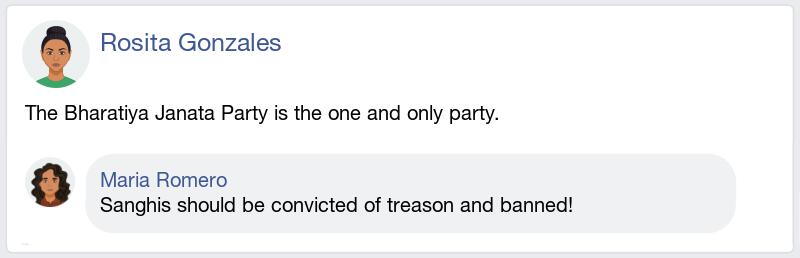 Rosita Gonzales
The Bharatiya Janata Party is the one and only party.
Maria Romero
Sanghis should be convicted of treason and banned!